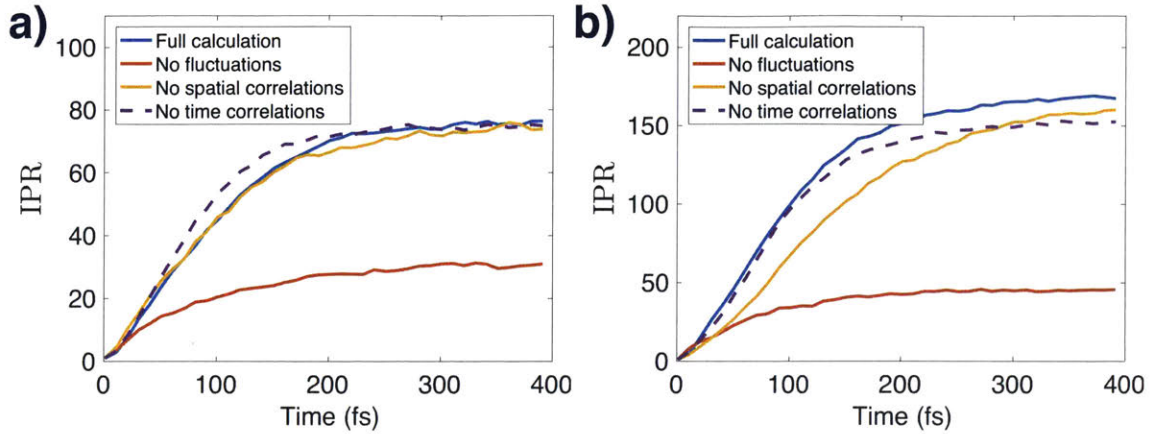 a)
100
80
60
40
20
0
IPR
Full calculation
No fluctuations
No spatial correlations
No time correlations
0 100 200 300 400
Time (fs)
b)
200
150
100
50
0
IPR
Full calculation
No fluctuations
No spatial correlations
No time correlations
0 100 200 300 400
Time (fs)